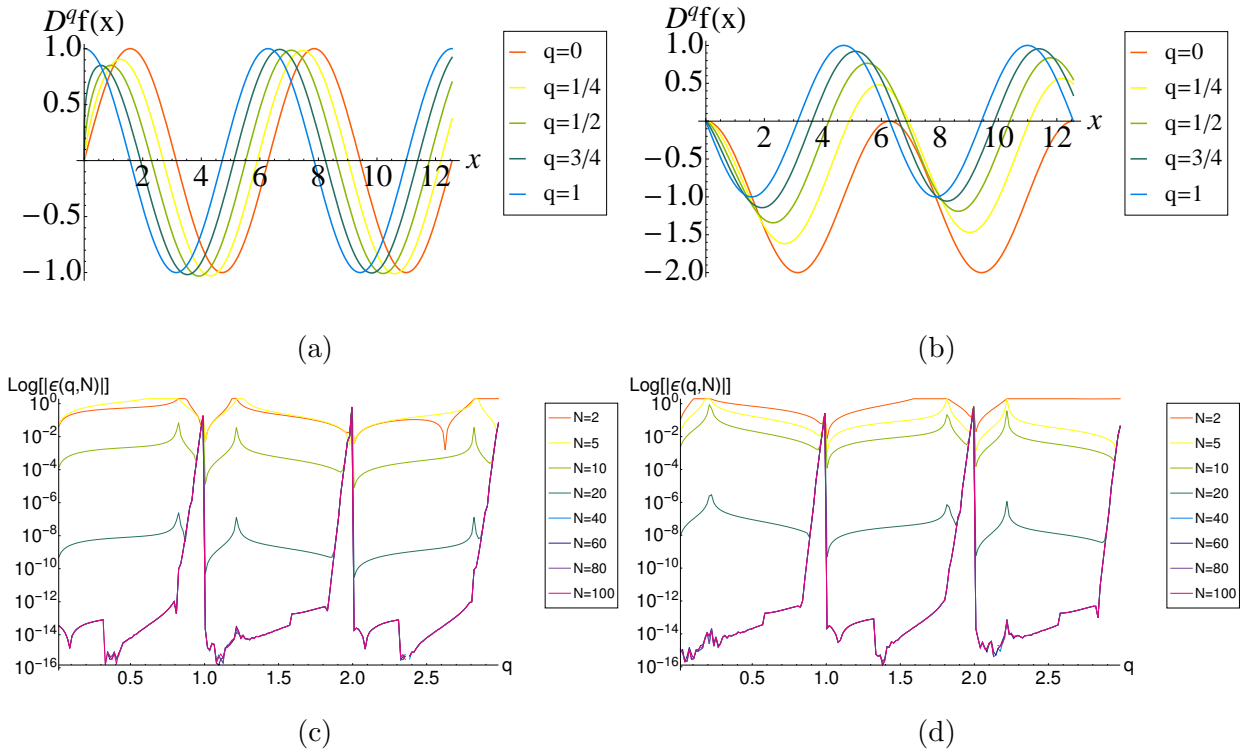 D^q f(x)
1.0
0.5
−0.5
−1.0
2
4
6
8
10
12
x
q=0
q=1/4
q=1/2
q=3/4
q=1
(a)
D^q f(x)
1.0
0.5
−0.5
−1.0
−1.5
−2.0
2
4
6
8
10
12
x
q=0
q=1/4
q=1/2
q=3/4
q=1
(b)
Log[|ϵ(q,N)|]
10^0
10^−2
10^−4
10^−6
10^−8
10^−10
10^−12
10^−14
10^−16
0.5
1.0
1.5
2.0
2.5
q
N=2
N=5
N=10
N=20
N=40
N=60
N=80
N=100
(c)
Log[|ϵ(q,N)|]
10^0
10^−2
10^−4
10^−6
10^−8
10^−10
10^−12
10^−14
10^−16
0.5
1.0
1.5
2.0
2.5
q
N=2
N=5
N=10
N=20
N=40
N=60
N=80
N=100
(d)